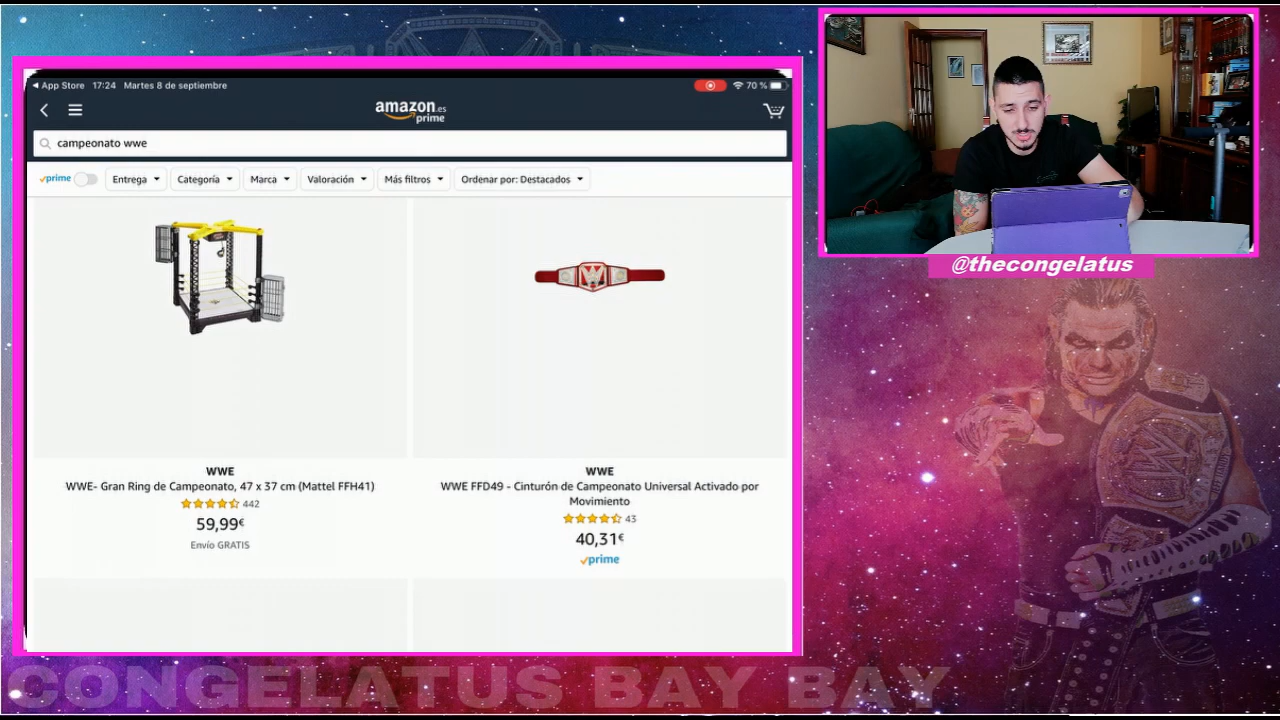 App Store 17:24 Martes 8 de septiembre
70 %
amazon.es
prime
campeonato wwe
prime Entrega Categoría Marca Valoración Más filtros Ordenar por: Destacados
WWE
WWE- Gran Ring de Campeonato, 47 x 37 cm (Mattel FFH41)
442
59,99€
Envío GRATIS
WWE
WWE FFD49 - Cinturón de Campeonato Universal Activado por
Movimiento
43
40,31€
prime
@thecongelatus
CONGELATUS BAY BAY